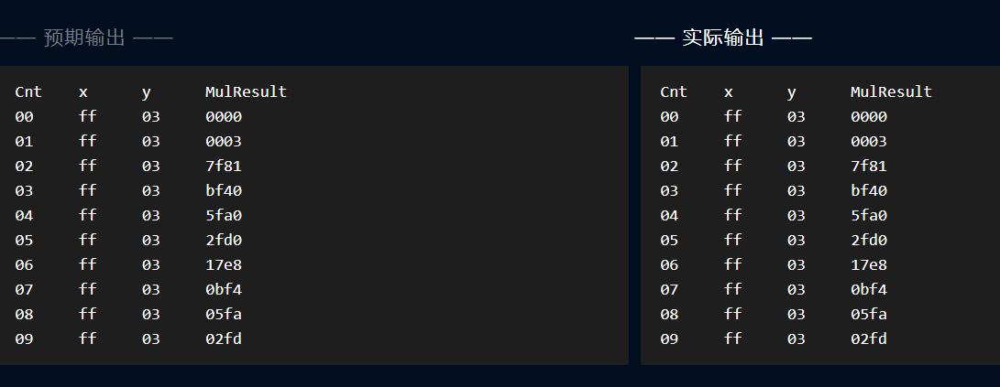 —— 预期输出 ——
Cnt x y MulResult
00 ff 03 0000
01 ff 03 0003
02 ff 03 7f81
03 ff 03 bf40
04 ff 03 5fa0
05 ff 03 2fd0
06 ff 03 17e8
07 ff 03 0bf4
08 ff 03 05fa
09 ff 03 02fd
—— 实际输出 ——
Cnt x y MulResult
00 ff 03 0000
01 ff 03 0003
02 ff 03 7f81
03 ff 03 bf40
04 ff 03 5fa0
05 ff 03 2fd0
06 ff 03 17e8
07 ff 03 0bf4
08 ff 03 05fa
09 ff 03 02fd